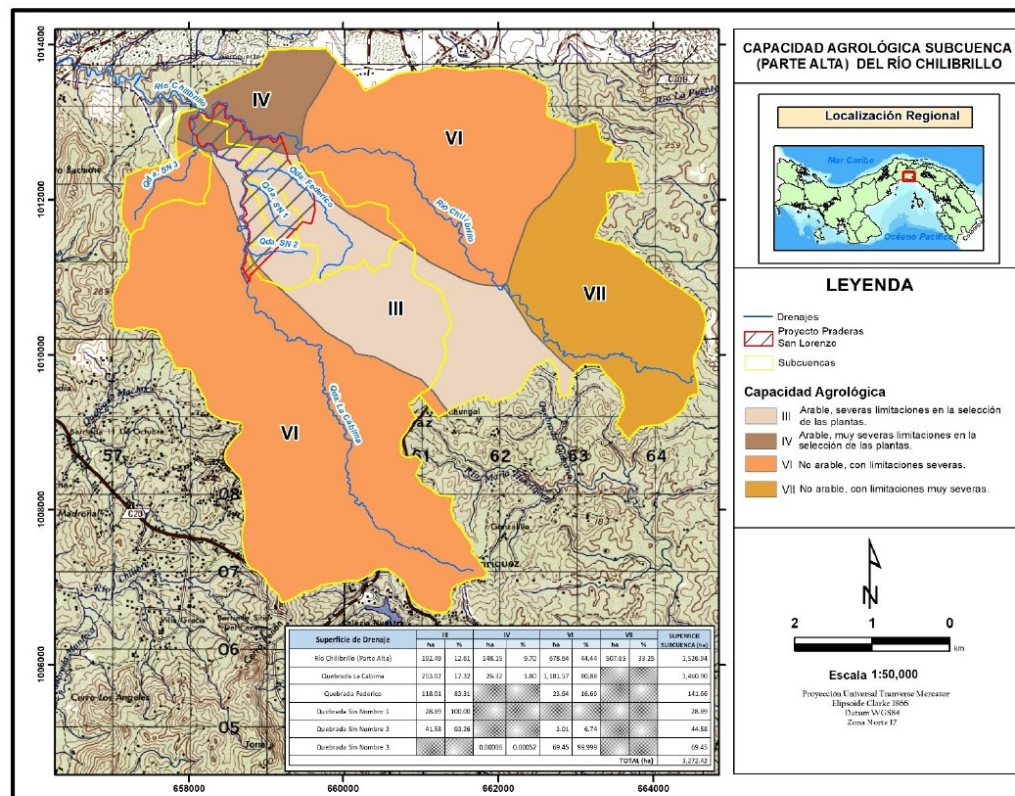 CAPACIDAD AGROLÓGICA SUBCUENCA
(PARTE ALTA) DEL RÍO CHILIBRILLO
Localización Regional
Mar Caribe
Océano Pacífico
LEYENDA
Drenajes
Proyecto Praderas
San Lorenzo
Subcuencas
Capacidad Agrológica
III Arable, severas limitaciones en la selección
de las plantas.
IV Arable, muy severas limitaciones en la
selección de las plantas.
VI No arable, con limitaciones severas.
VII No arable, con limitaciones muy severas.
N
2 1 0
km
Escala 1:50,000
Proyección Universal Tranverse Mercator
Elipsoide Clarke 1866
Datum WGS84
Zona Norte 17
1014000
1012000
1010000
1008000
1006000
658000 660000 662000 664000
IV
VI
VII
III
VI
Río Chilibrillo
Qda. SN 3
Qda. Federico
Qda. SN 1
Qda. SN 2
Río Chilibrillo
Qda. La Cabima
57
61 62 63 64
08
07
06
05
C20
Cerro Los Angeles
Superficie de Drenaje III IV VI VII SUPERFICIE
SUBCUENCA (ha)
ha % ha % ha % ha %
Río Chilibrillo (Parte Alta) 192.49 12.61 148.15 9.70 678.64 44.44 507.65 33.25 1,526.94
Quebrada La Cabima 253.02 17.32 26.32 1.80 1,181.57 80.88 1,460.90
Quebrada Federico 118.01 83.31 23.64 16.69 141.66
Quebrada Sin Nombre 1 28.89 100.00 28.89
Quebrada Sin Nombre 2 41.58 93.26 3.01 6.74 44.58
Quebrada Sin Nombre 3 0.00036 0.00052 69.45 99.999 69.45
TOTAL (ha) 3,272.42